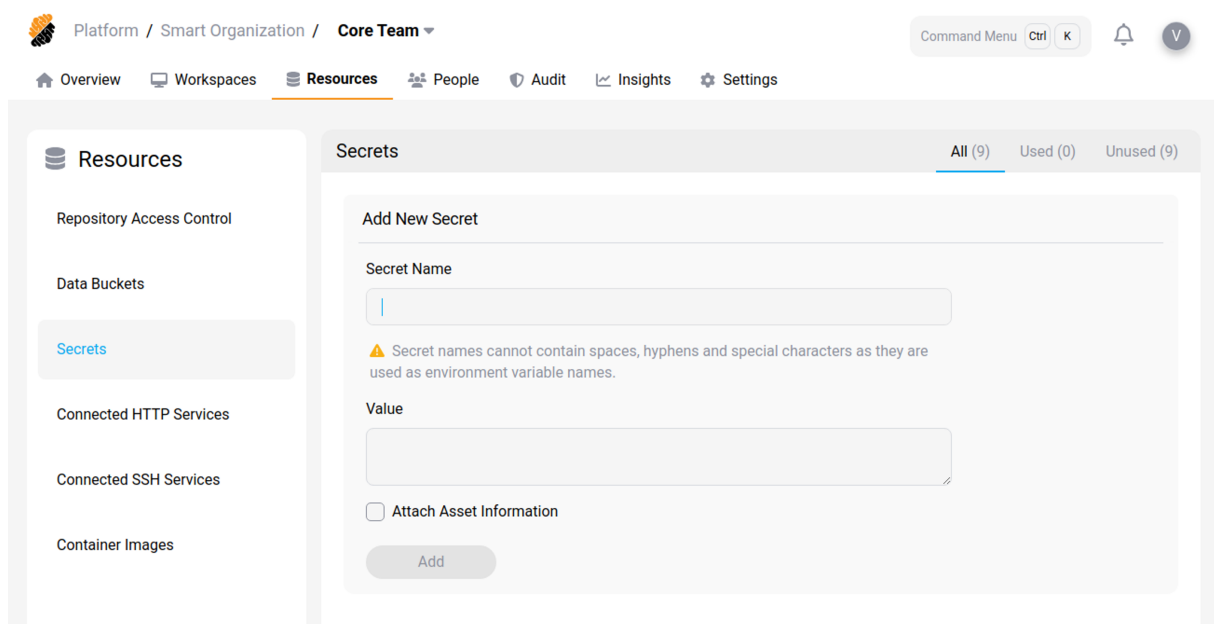 Platform / Smart Organization / Core Team
Command Menu Ctrl K
V
Overview Workspaces Resources People Audit Insights Settings
Resources
Repository Access Control
Data Buckets
Secrets
Connected HTTP Services
Connected SSH Services
Container Images
Secrets
All (9) Used (0) Unused (9)
Add New Secret
Secret Name
Secret names cannot contain spaces, hyphens and special characters as they are
used as environment variable names.
Value
Attach Asset Information
Add